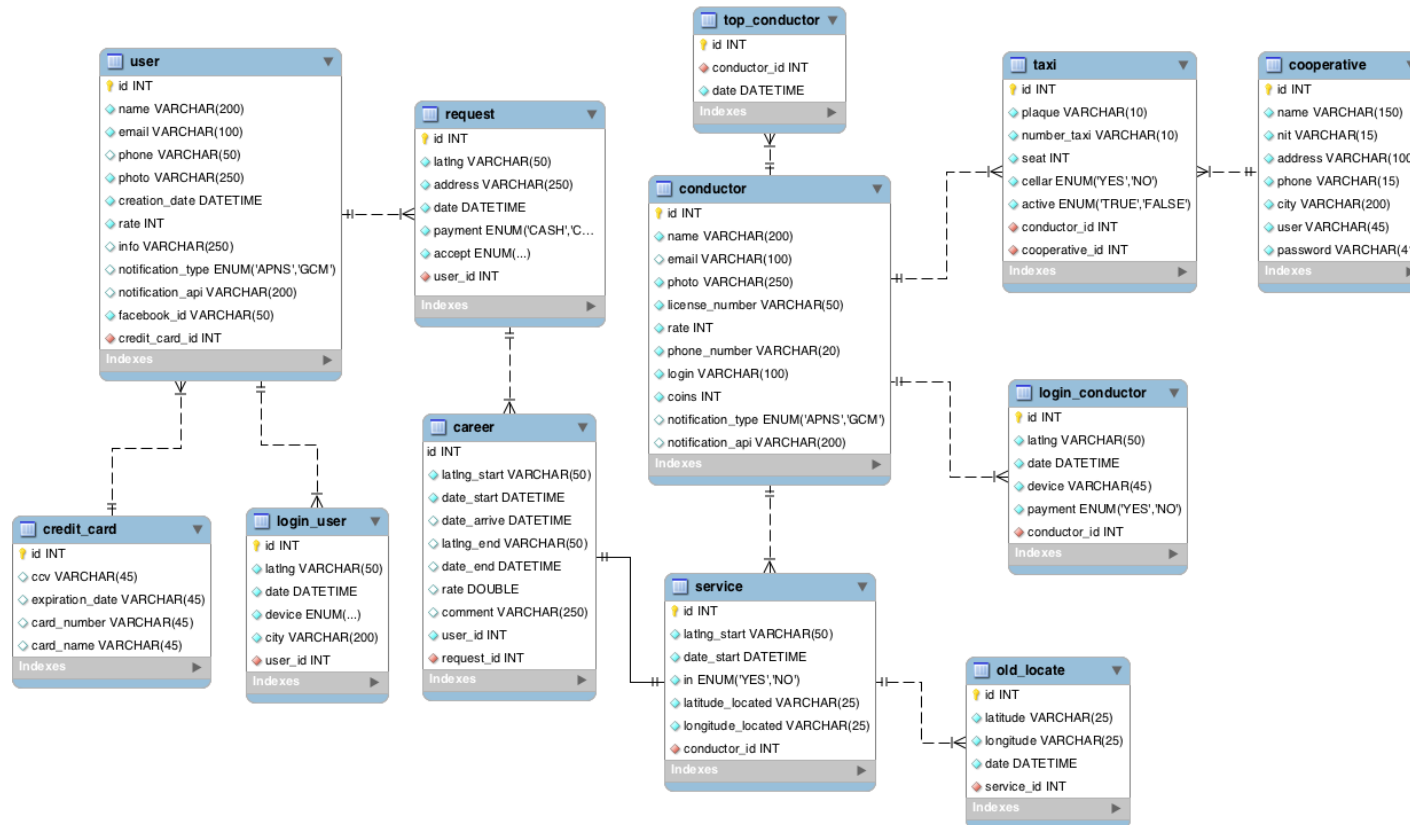 user
id INT
name VARCHAR(200)
email VARCHAR(100)
phone VARCHAR(50)
photo VARCHAR(250)
creation_date DATETIME
rate INT
info VARCHAR(250)
notification_type ENUM('APNS','GCM')
notification_api VARCHAR(200)
facebook_id VARCHAR(50)
credit_card_id INT
Indexes
request
id INT
latlng VARCHAR(50)
address VARCHAR(250)
date DATETIME
payment ENUM('CASH','C...
accept ENUM(...)
user_id INT
Indexes
top_conductor
id INT
conductor_id INT
date DATETIME
Indexes
conductor
id INT
name VARCHAR(200)
email VARCHAR(100)
photo VARCHAR(250)
license_number VARCHAR(50)
rate INT
phone_number VARCHAR(20)
login VARCHAR(100)
coins INT
notification_type ENUM('APNS','GCM')
notification_api VARCHAR(200)
Indexes
taxi
id INT
plaque VARCHAR(10)
number_taxi VARCHAR(10)
seat INT
cellar ENUM('YES','NO')
active ENUM('TRUE','FALSE')
conductor_id INT
cooperative_id INT
Indexes
cooperative
id INT
name VARCHAR(150)
nit VARCHAR(15)
address VARCHAR(100
phone VARCHAR(15)
city VARCHAR(200)
user VARCHAR(45)
password VARCHAR(4
Indexes
credit_card
id INT
ccv VARCHAR(45)
expiration_date VARCHAR(45)
card_number VARCHAR(45)
card_name VARCHAR(45)
Indexes
login_user
id INT
latlng VARCHAR(50)
date DATETIME
device ENUM(...)
city VARCHAR(200)
user_id INT
Indexes
career
id INT
latlng_start VARCHAR(50)
date_start DATETIME
date_arrive DATETIME
latlng_end VARCHAR(50)
date_end DATETIME
rate DOUBLE
comment VARCHAR(250)
user_id INT
request_id INT
Indexes
service
id INT
latlng_start VARCHAR(50)
date_start DATETIME
in ENUM('YES','NO')
latitude_located VARCHAR(25)
longitude_located VARCHAR(25)
conductor_id INT
Indexes
login_conductor
id INT
latlng VARCHAR(50)
date DATETIME
device VARCHAR(45)
payment ENUM('YES','NO')
conductor_id INT
Indexes
old_locate
id INT
latitude VARCHAR(25)
longitude VARCHAR(25)
date DATETIME
service_id INT
Indexes